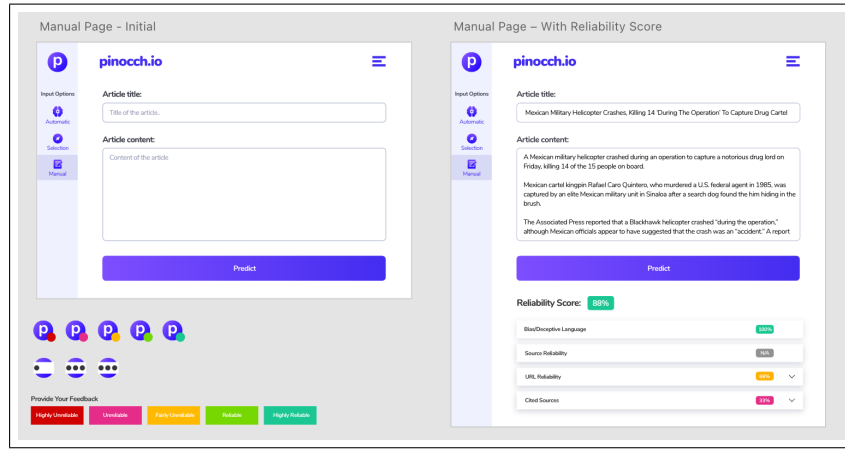 Manual Page - Initial
p
pinocch.io
Input Options
Automatic
Selection
Manual
Article title:
Title of the article..
Article content:
Content of the article
Predict
p p p p p
Provide Your Feedback
Highly Unreliable
Unreliable
Fairly Unreliable
Reliable
Highly Reliable
Manual Page – With Reliability Score
p
pinocch.io
Input Options
Automatic
Selection
Manual
Article title:
Mexican Military Helicopter Crashes, Killing 14 'During The Operation' To Capture Drug Cartel
Article content:
A Mexican military helicopter crashed during an operation to capture a notorious drug lord on
Friday, killing 14 of the 15 people on board.
Mexican cartel kingpin Rafael Caro Quintero, who murdered a U.S. federal agent in 1985, was
captured by an elite Mexican military unit in Sinaloa after a search dog found the him hiding in the
brush.
The Associated Press reported that a Blackhawk helicopter crashed "during the operation,"
although Mexican officials appear to have suggested that the crash was an "accident." A report
Predict
Reliability Score: 88%
Bias/Deceptive Language 100%
Source Reliability N/A
URL Reliability
Cited Sources 33%